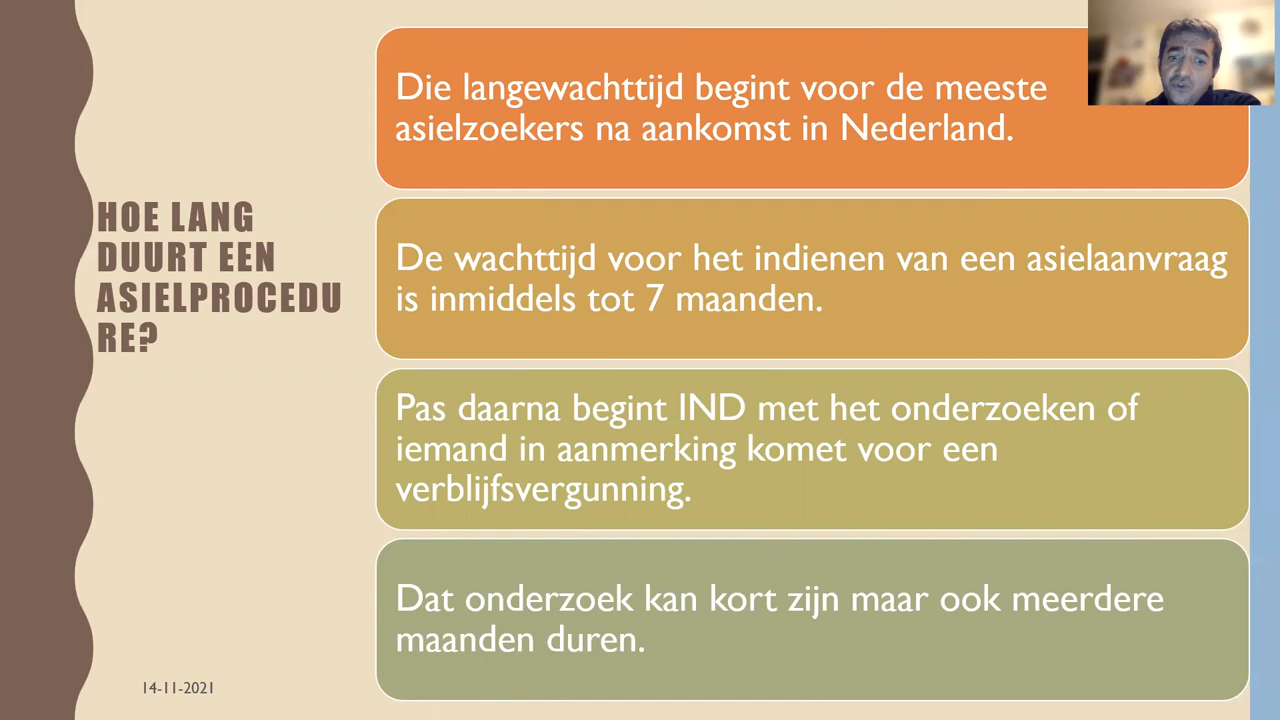 HOE LANG
DUURT EEN
ASIELPROCEDU
RE?
Die langewachttijd begint voor de meeste
asielzoekers na aankomst in Nederland.
De wachttijd voor het indienen van een asielaanvraag
is inmiddels tot 7 maanden.
Pas daarna begint IND met het onderzoeken of
iemand in aanmerking komet voor een
verblijfsvergunning.
Dat onderzoek kan kort zijn maar ook meerdere
maanden duren.
14-11-2021